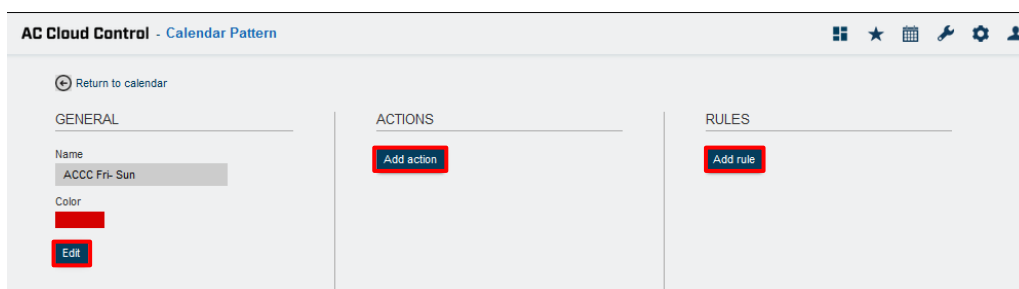 AC Cloud Control - Calendar Pattern
Return to calendar
GENERAL
Name
ACCC Fri- Sun
Color
Edit
ACTIONS
Add action
RULES
Add rule